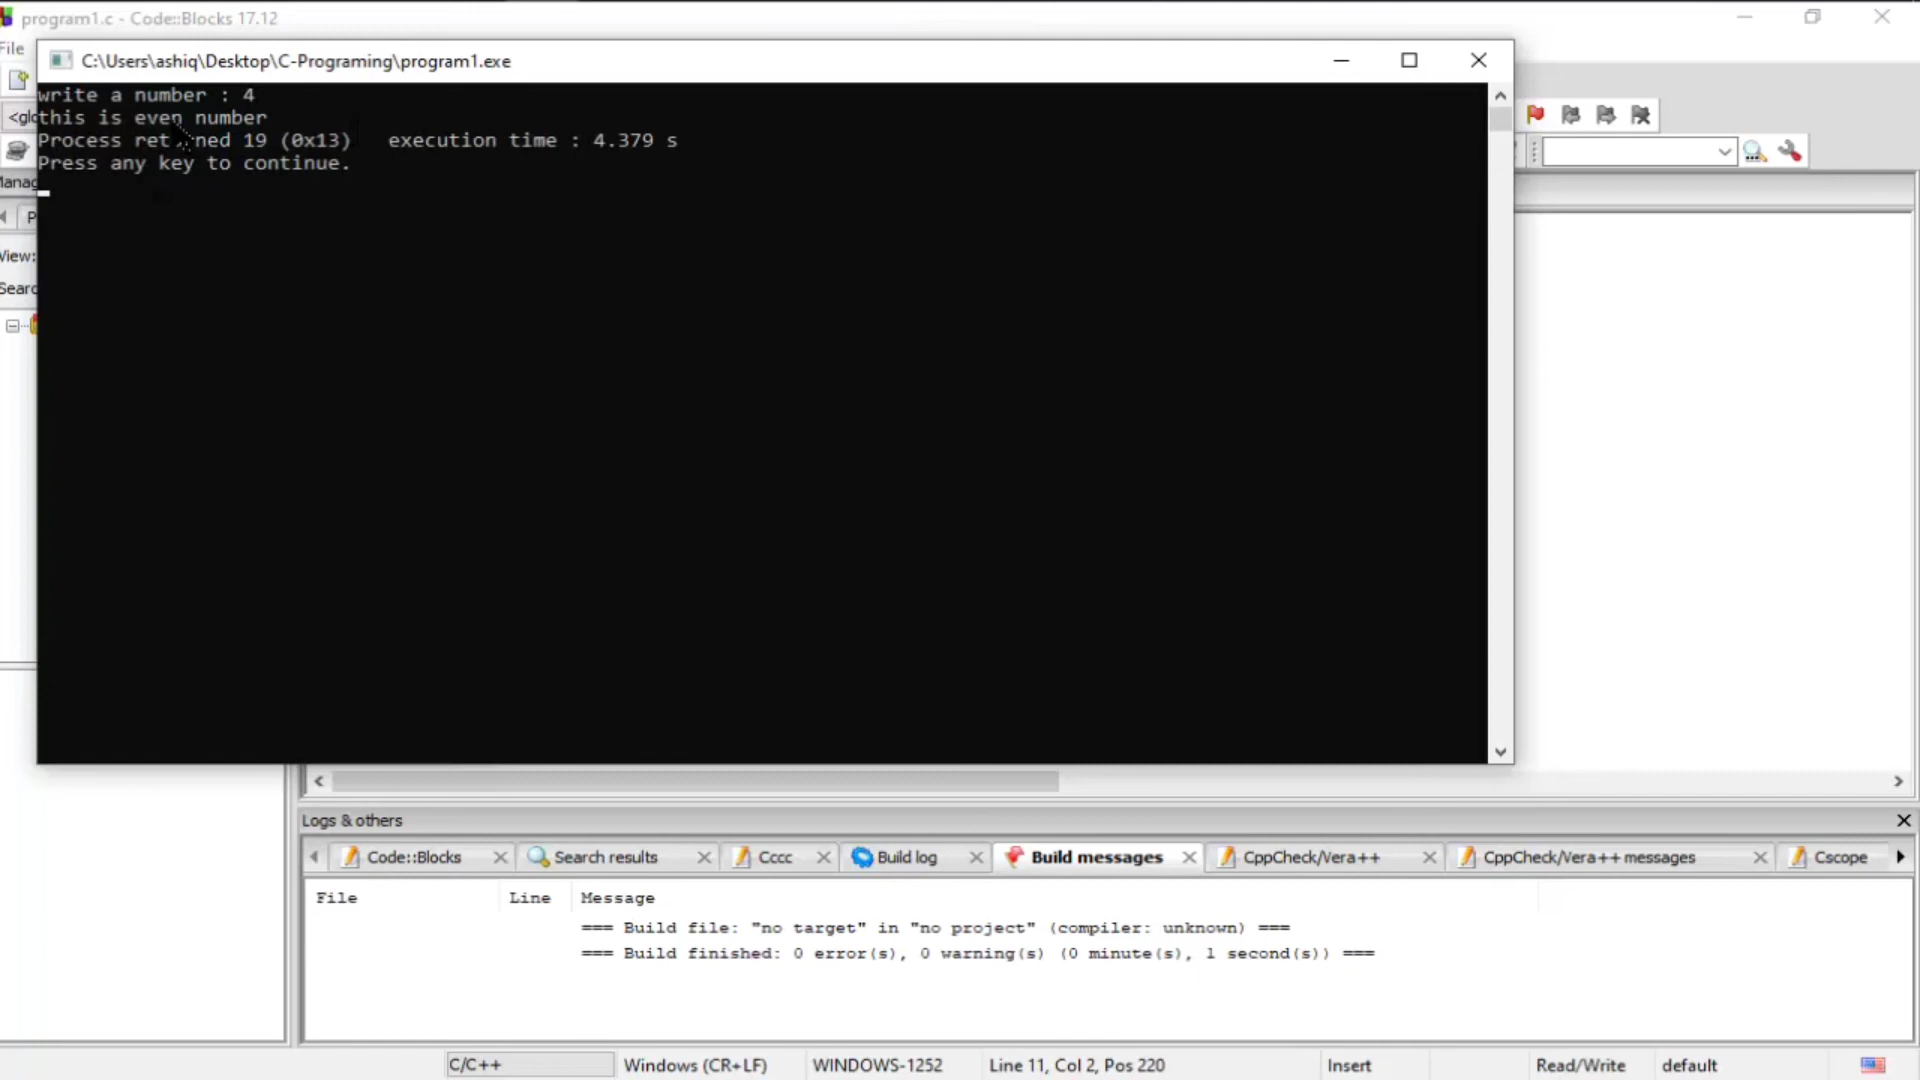 program1.c - Code::Blocks 17.12
File
C:\Users\ashiq\Desktop\C-Programing\program1.exe
write a number : 4
<glo
this is even number
Process returned 19 (0x13)   execution time : 4.379 s
Press any key to continue.
Manag
P
View:
Searc
Logs & others
Code::Blocks
Search results
Cccc
Build log
Build messages
CppCheck/Vera++
CppCheck/Vera++ messages
Cscope
File Line Message
=== Build file: "no target" in "no project" (compiler: unknown) ===
=== Build finished: 0 error(s), 0 warning(s) (0 minute(s), 1 second(s)) ===
C/C++ Windows (CR+LF) WINDOWS-1252 Line 11, Col 2, Pos 220 Insert Read/Write default